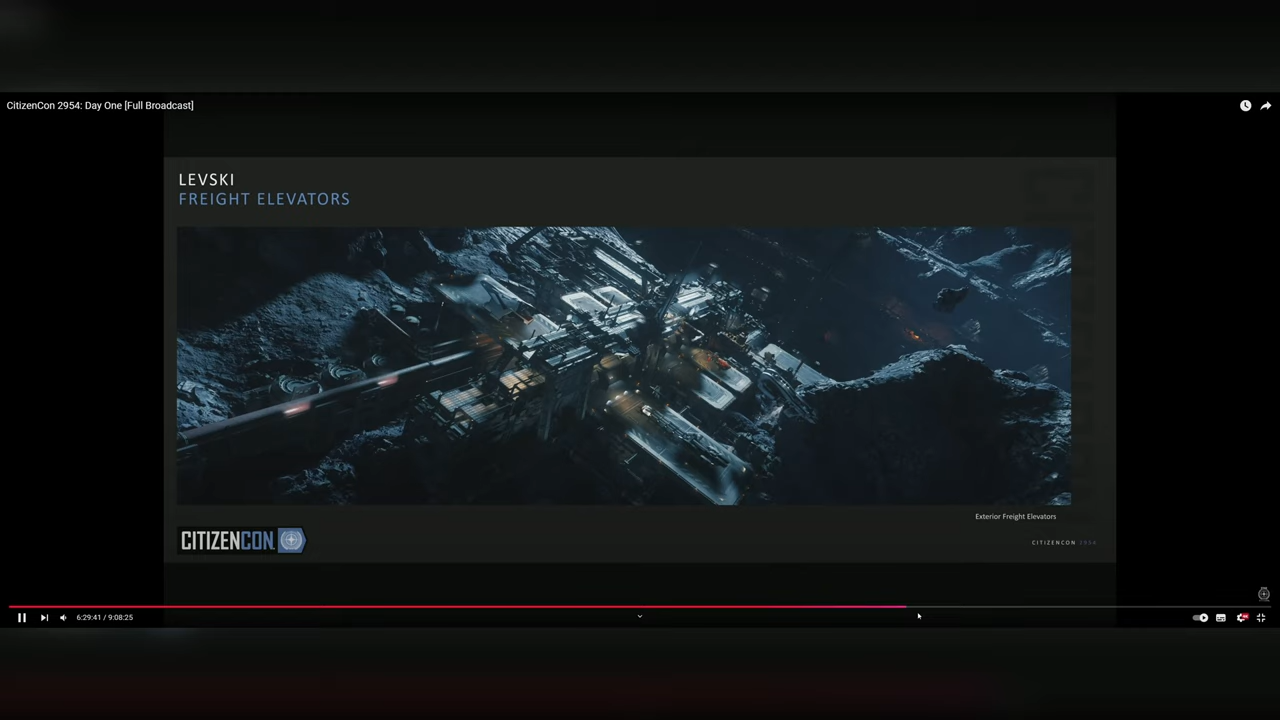 CitizenCon 2954: Day One [Full Broadcast]
LEVSKI
FREIGHT ELEVATORS
Exterior Freight Elevators
CITIZENCON
CITIZENCON 2954
6:29:41 / 9:08:25